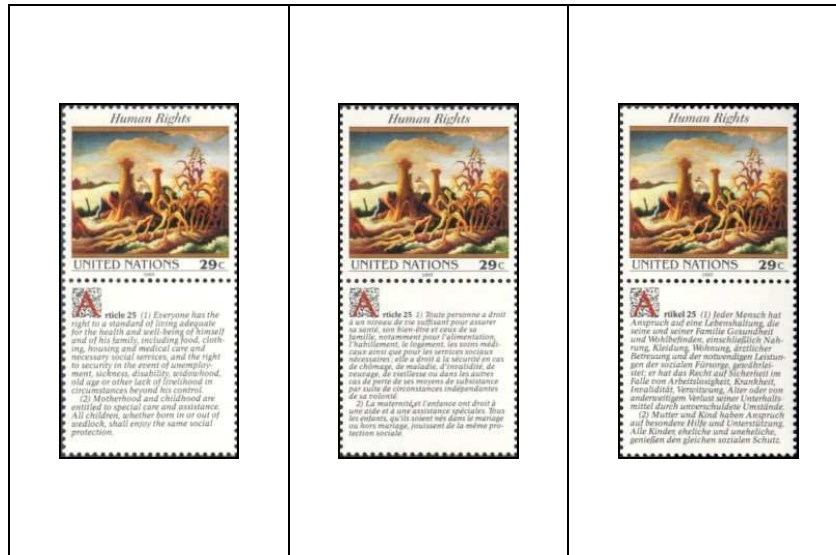 Human Rights
UNITED NATIONS 29c
Article 25 (1) Everyone has the
right to a standard of living adequate
for the health and well-being of himself
and of his family, including food, cloth-
ing, housing and medical care and
necessary social services, and the right
to security in the event of unemploy-
ment, sickness, disability, widowhood,
old age or other lack of livelihood in
circumstances beyond his control.
(2) Motherhood and childhood are
entitled to special care and assistance.
All children, whether born in or out of
wedlock, shall enjoy the same social
protection.
Human Rights
UNITED NATIONS 29c
Article 25 1) Toute personne a droit
à un niveau de vie suffisant pour assurer
sa santé, son bien-être et ceux de sa
famille, notamment pour l'alimentation,
l'habillement, le logement, les soins médi-
caux ainsi que pour les services sociaux
nécessaires; elle a droit à la sécurité en cas
de chômage, de maladie, d'invalidité, de
veuvage, de vieillesse ou dans les autres
cas de perte de ses moyens de subsistance
par suite de circonstances indépendantes
de sa volonté.
2) La maternité et l'enfance ont droit à
une aide et à une assistance spéciales. Tous
les enfants, qu'ils soient nés dans le mariage
ou hors mariage, jouissent de la même pro-
tection sociale.
Human Rights
UNITED NATIONS 29c
Artikel 25 (1) Jeder Mensch hat
Anspruch auf eine Lebenshaltung, die
seine und seiner Familie Gesundheit
und Wohlbefinden, einschließlich Nah-
rung, Kleidung, Wohnung, ärztlicher
Betreuung und der notwendigen Leistun-
gen der sozialen Fürsorge, gewährlei-
stet; er hat das Recht auf Sicherheit im
Falle von Arbeitslosigkeit, Krankheit,
Invalidität, Verwitwung, Alter oder von
anderweitigem Verlust seiner Unterhalts-
mittel durch unverschuldete Umstände.
(2) Mutter und Kind haben Anspruch
auf besondere Hilfe und Unterstützung.
Alle Kinder, eheliche und uneheliche,
genießen den gleichen sozialen Schutz.